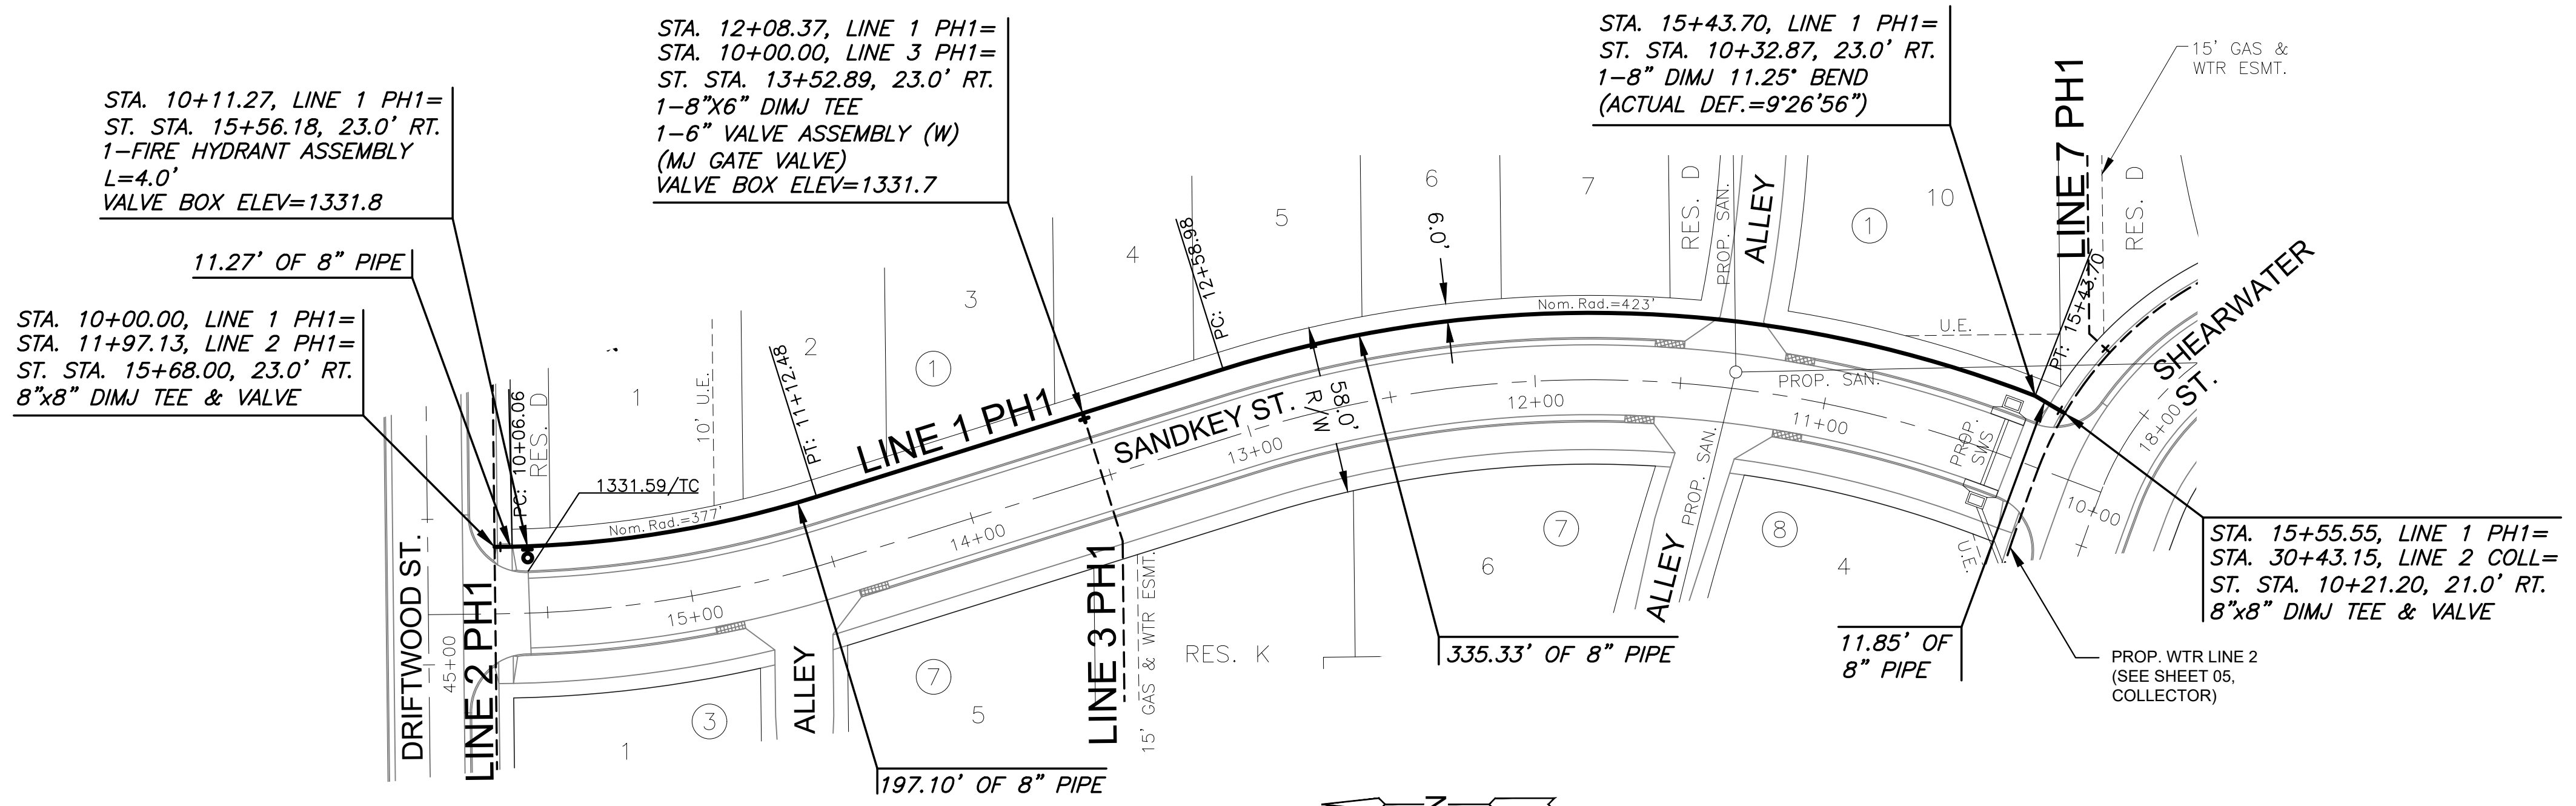 STA. 12+08.37, LINE 1 PH1=
STA. 10+00.00, LINE 3 PH1=
ST. STA. 13+52.89, 23.0' RT.
1-8"X6" DIMJ TEE
1-6" VALVE ASSEMBLY (W)
(MJ GATE VALVE)
VALVE BOX ELEV=1331.7
STA. 15+43.70, LINE 1 PH1=
ST. STA. 10+32.87, 23.0' RT.
1-8" DIMJ 11.25° BEND
(ACTUAL DEF.=9°26'56")
15' GAS &
WTR ESMT.
STA. 10+11.27, LINE 1 PH1=
ST. STA. 15+56.18, 23.0' RT.
1-FIRE HYDRANT ASSEMBLY
L=4.0'
VALVE BOX ELEV=1331.8
11.27' OF 8" PIPE
STA. 10+00.00, LINE 1 PH1=
STA. 11+97.13, LINE 2 PH1=
ST. STA. 15+68.00, 23.0' RT.
8"x8" DIMJ TEE & VALVE
PC: 10+06.06
RES. D
1
10' U.E.
1331.59/TC
Nom. Rad.=377'
PT: 11+12.48
2
1
3
LINE 1 PH1
4
PC: 12+58.98
5
6
6.0'
7
RES. D
PROP. SAN.
ALLEY
1
10
LINE 7 PH1
RES. D
Nom. Rad.=423'
U.E.
PT: 15+43.70
SHEARWATER
ST.
18+00
SANDKEY ST.
58.0'
R/W
PROP. SAN.
15+00
14+00
13+00
12+00
11+00
10+00
PROP.
SWS
DRIFTWOOD ST.
45+00
LINE 2 PH1
1
3
ALLEY
7
5
LINE 3 PH1
15' GAS & WTR ESMT.
RES. K
6
7
ALLEY
PROP. SAN.
8
4
U.E.
197.10' OF 8" PIPE
335.33' OF 8" PIPE
11.85' OF
8" PIPE
STA. 15+55.55, LINE 1 PH1=
STA. 30+43.15, LINE 2 COLL=
ST. STA. 10+21.20, 21.0' RT.
8"x8" DIMJ TEE & VALVE
PROP. WTR LINE 2
(SEE SHEET 05,
COLLECTOR)